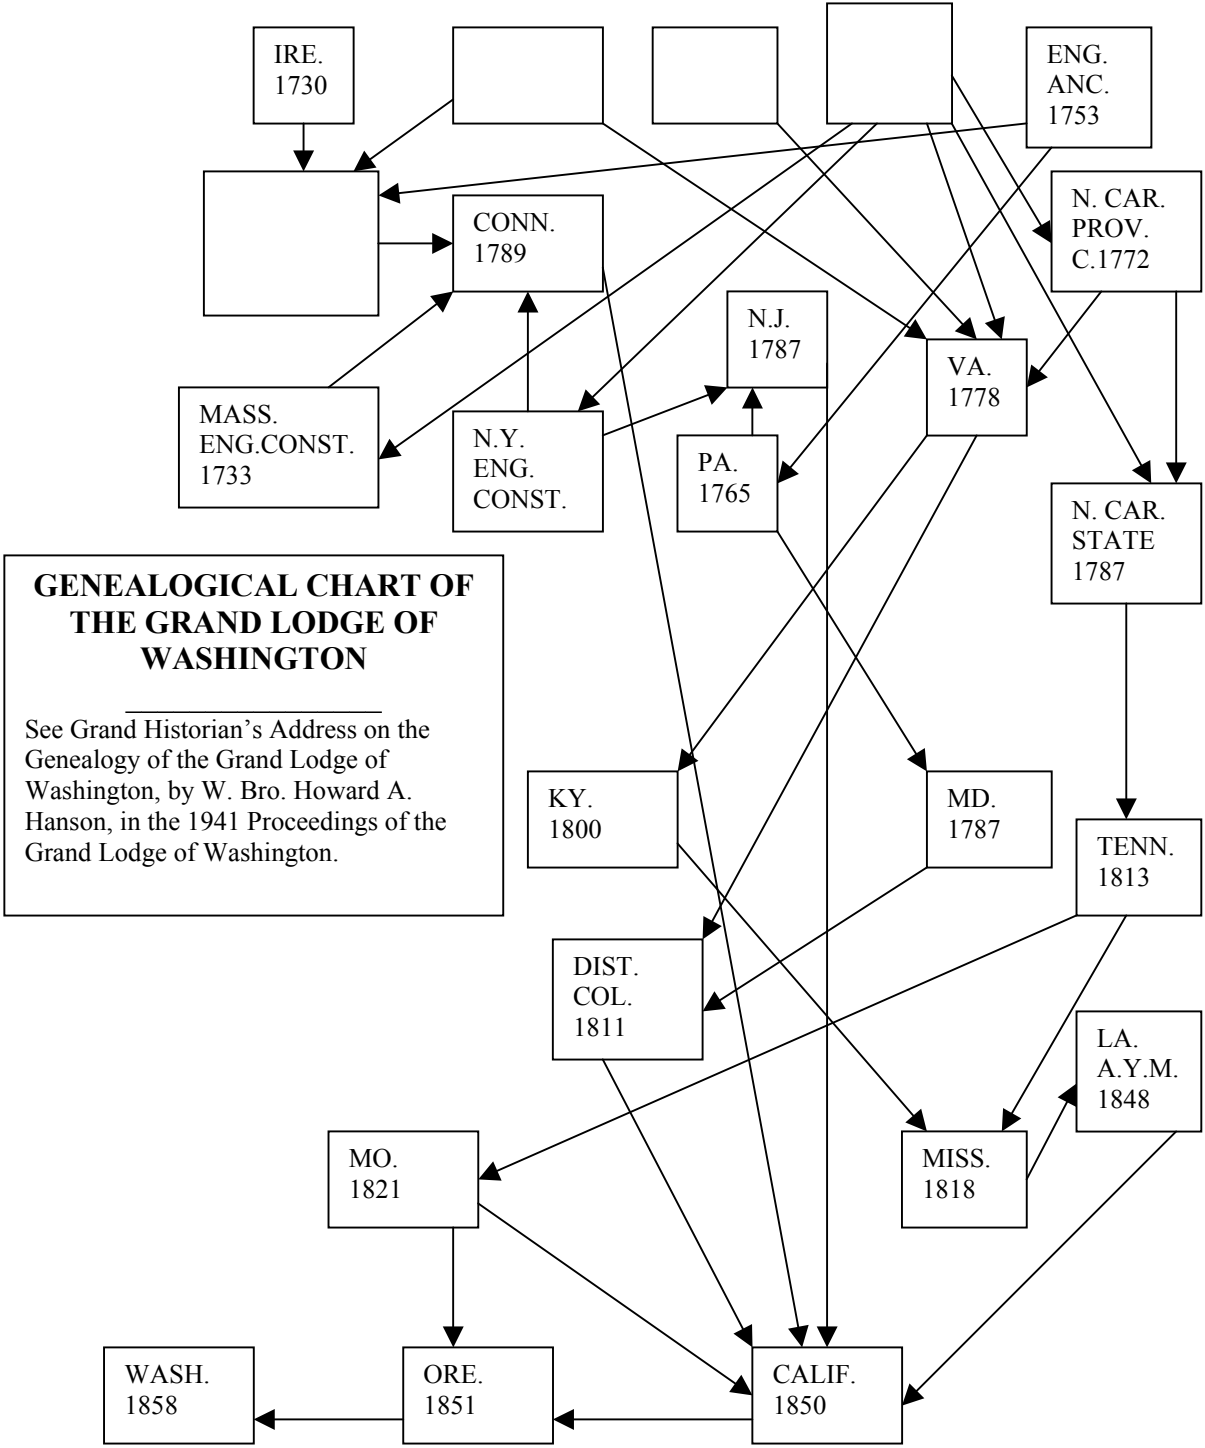 IRE.
1730
ENG.
ANC.
1753
N. CAR.
PROV.
C.1772
CONN.
1789
N.J.
1787
VA.
1778
MASS.
ENG.CONST.
1733
N.Y.
ENG.
CONST.
PA.
1765
N. CAR.
STATE
1787
GENEALOGICAL CHART OF
THE GRAND LODGE OF
WASHINGTON
See Grand Historian’s Address on the
Genealogy of the Grand Lodge of
Washington, by W. Bro. Howard A.
Hanson, in the 1941 Proceedings of the
Grand Lodge of Washington.
KY.
1800
MD.
1787
TENN.
1813
DIST.
COL.
1811
LA.
A.Y.M.
1848
MO.
1821
MISS.
1818
WASH.
1858
ORE.
1851
CALIF.
1850